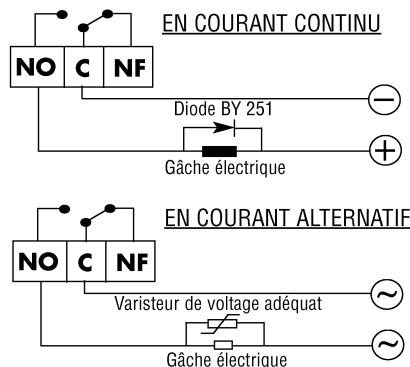 EN COURANT CONTINU
NO C NF
Diode BY 251
−
+
Gâche électrique
EN COURANT ALTERNATIF
NO C NF
~
Varisteur de voltage adéquat
~
Gâche électrique